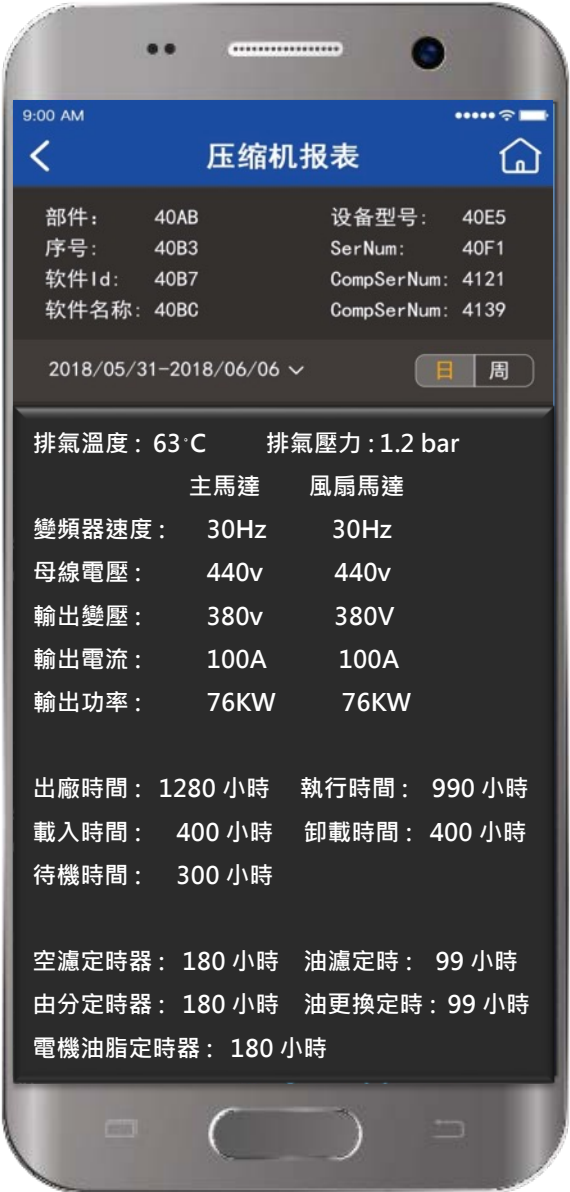 9:00 AM
压缩机报表
部件: 40AB 设备型号: 40E5
序号: 40B3 SerNum: 40F1
软件Id: 40B7 CompSerNum: 4121
软件名称: 40BC CompSerNum: 4139
2018/05/31-2018/06/06 日 周
排氣溫度: 63°C 排氣壓力:1.2 bar
主馬達 風扇馬達
變頻器速度: 30Hz 30Hz
母線電壓: 440v 440v
輸出變壓: 380v 380V
輸出電流: 100A 100A
輸出功率: 76KW 76KW
出廠時間: 1280 小時 執行時間: 990 小時
載入時間: 400 小時 卸載時間: 400 小時
待機時間: 300 小時
空濾定時器: 180 小時 油濾定時: 99 小時
由分定時器: 180 小時 油更換定時: 99 小時
電機油脂定時器: 180 小時